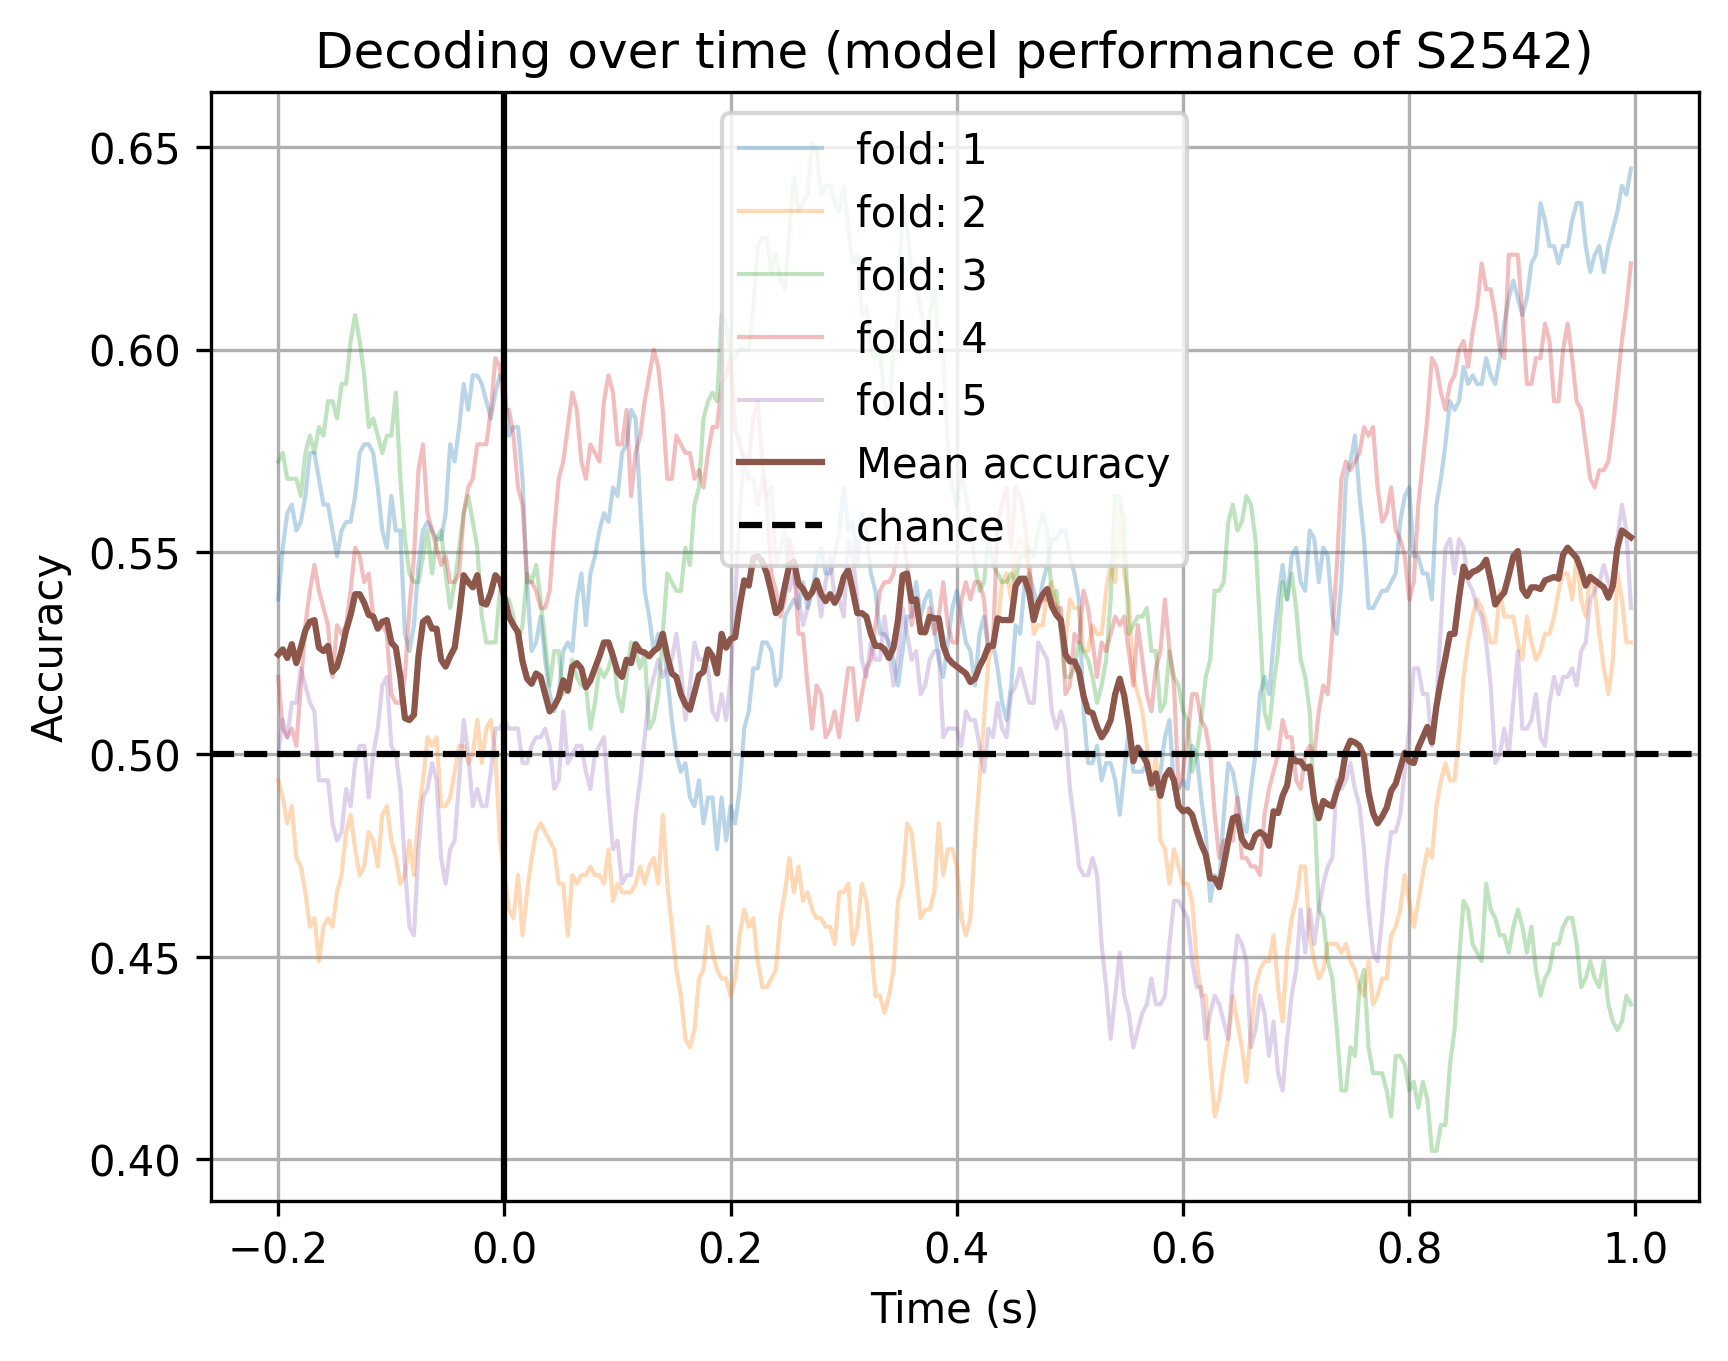 Decoding over time (model performance of S2542)
Accuracy
0.65
0.60
0.55
0.50
0.45
0.40
fold: 1
fold: 2
fold: 3
fold: 4
fold: 5
Mean accuracy
chance
−0.2 0.0 0.2 0.4 0.6 0.8 1.0
Time (s)